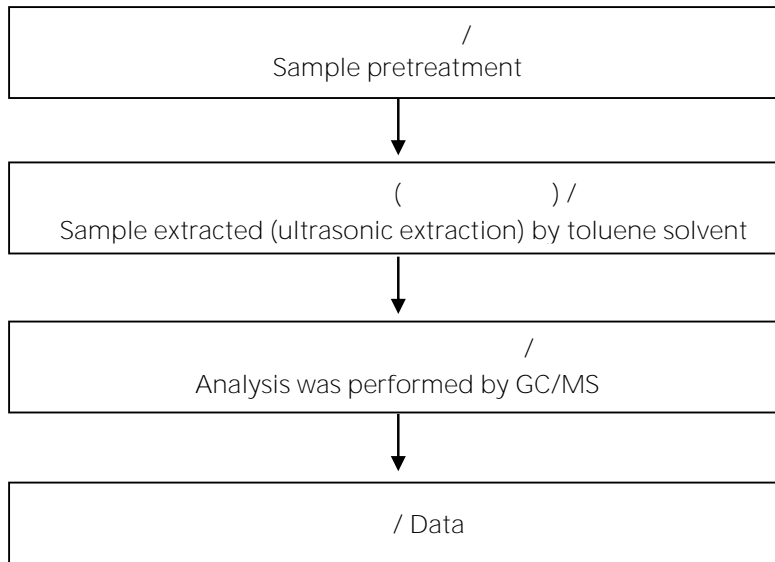 /
Sample pretreatment
( ) /
Sample extracted (ultrasonic extraction) by toluene solvent
/
Analysis was performed by GC/MS
/ Data